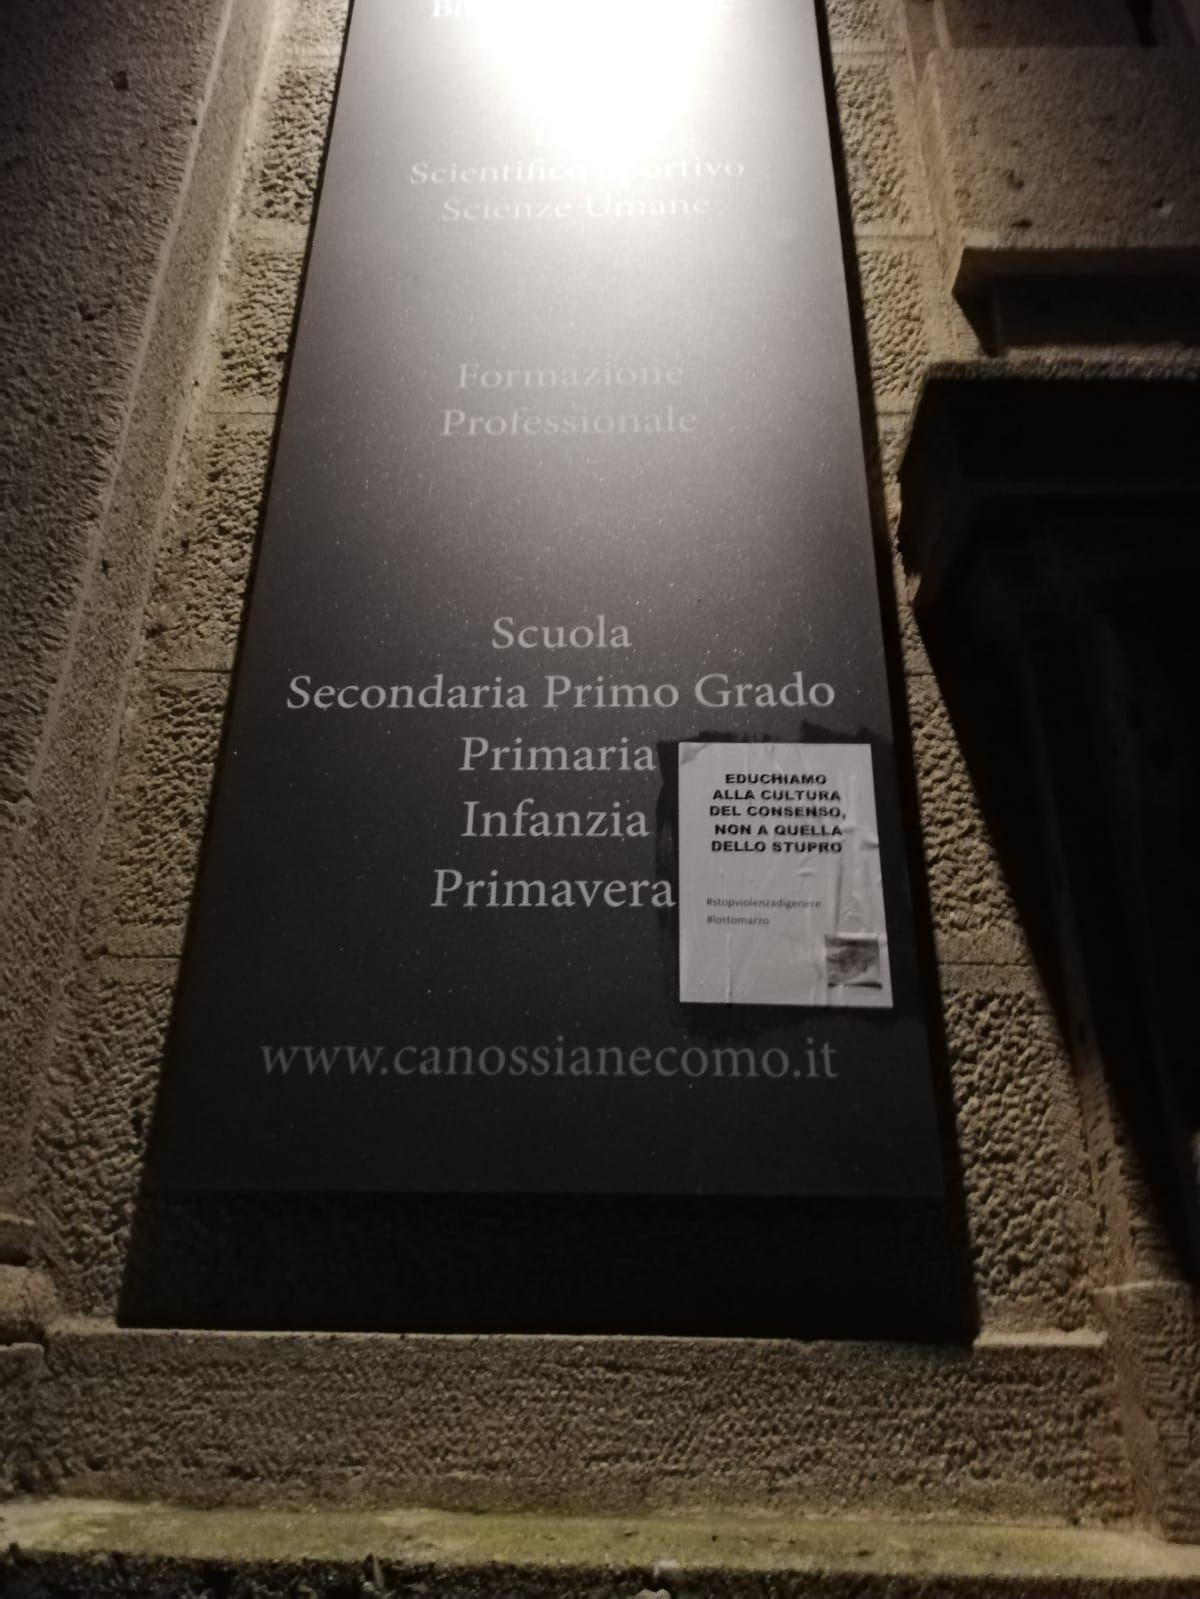 Scientifico Sportivo
Scienze Umane
Formazione
Professionale
Scuola
Secondaria Primo Grado
Primaria
Infanzia
Primavera
EDUCHIAMO
ALLA CULTURA
DEL CONSENSO,
NON A QUELLA
DELLO STUPRO
#stopviolenzadigenere
#lottomarzo
www.canossianecomo.it